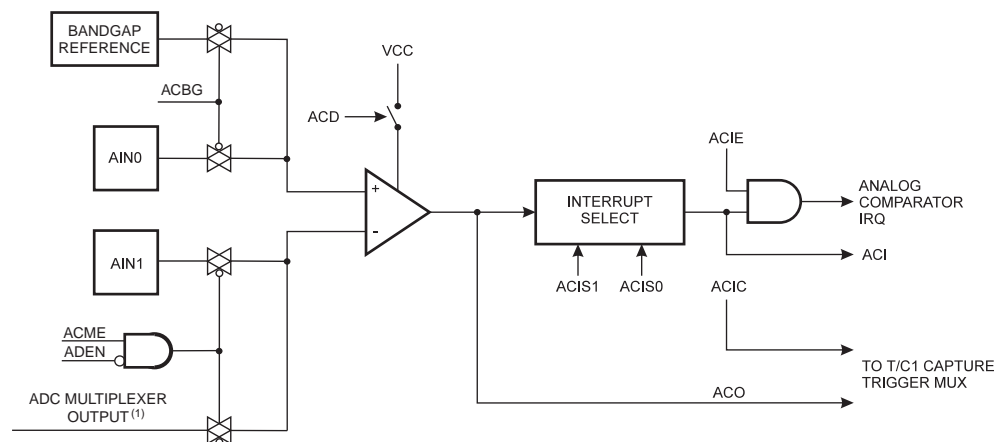 BANDGAP
REFERENCE
VCC
ACBG
ACD
ACIE
AIN0
+
INTERRUPT
SELECT
ANALOG
COMPARATOR
IRQ
-
AIN1
ACI
ACIS1
ACIS0
ACIC
ACME
ADEN
TO T/C1 CAPTURE
TRIGGER MUX
ADC MULTIPLEXER
OUTPUT (1)
ACO